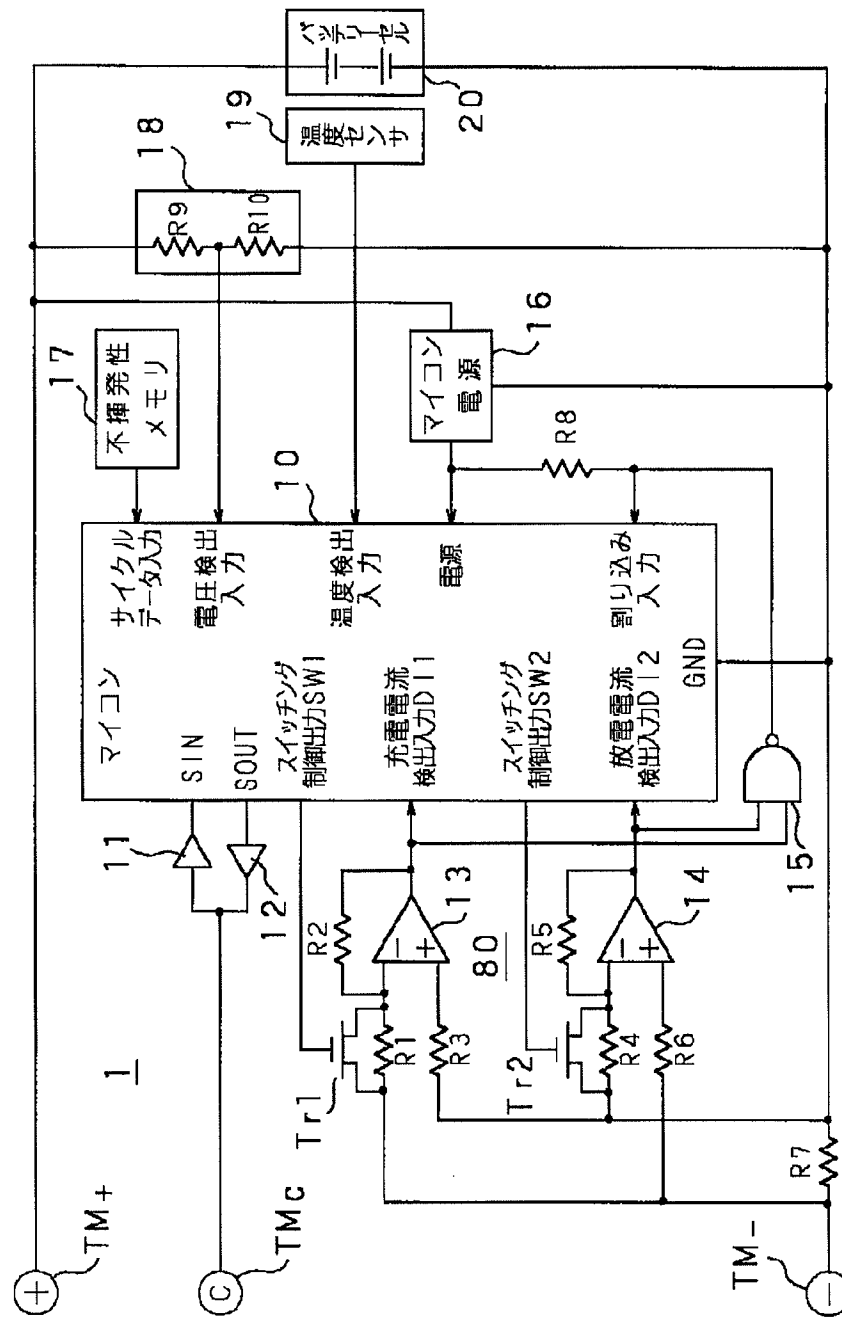 1
TM+
+
TMC
C
TM-
-
11
12
Tr1
R1
R2
R3
13
80
Tr2
R4
R5
R6
14
15
R7
10
マイコン
SIN
SOUT
スイッチング
制御出力SW1
充電電流
検出入力DI1
スイッチング
制御出力SW2
放電電流
検出入力DI2
GND
サイクル
データ入力
電圧検出
入力
温度検出
入力
電源
割り込み
入力
17
不揮発性
メモリ
18
R9
R10
19
温度
センサ
16
マイコン
電源
R8
バッテリー
セル
20